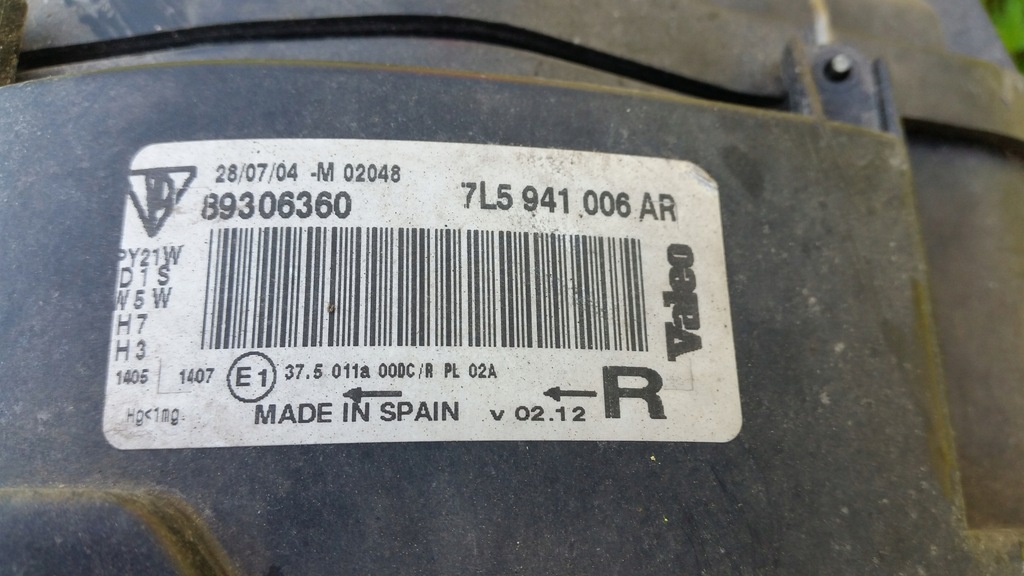 28/07/04 -M 02048
89306360
7L5 941 006 AR
PY21W
D1S
W5W
H7
H3
Valeo
1405 1407 E1 37.5 011a 00DC/R PL 02A
Hg<1mg.
MADE IN SPAIN v 02.12 R